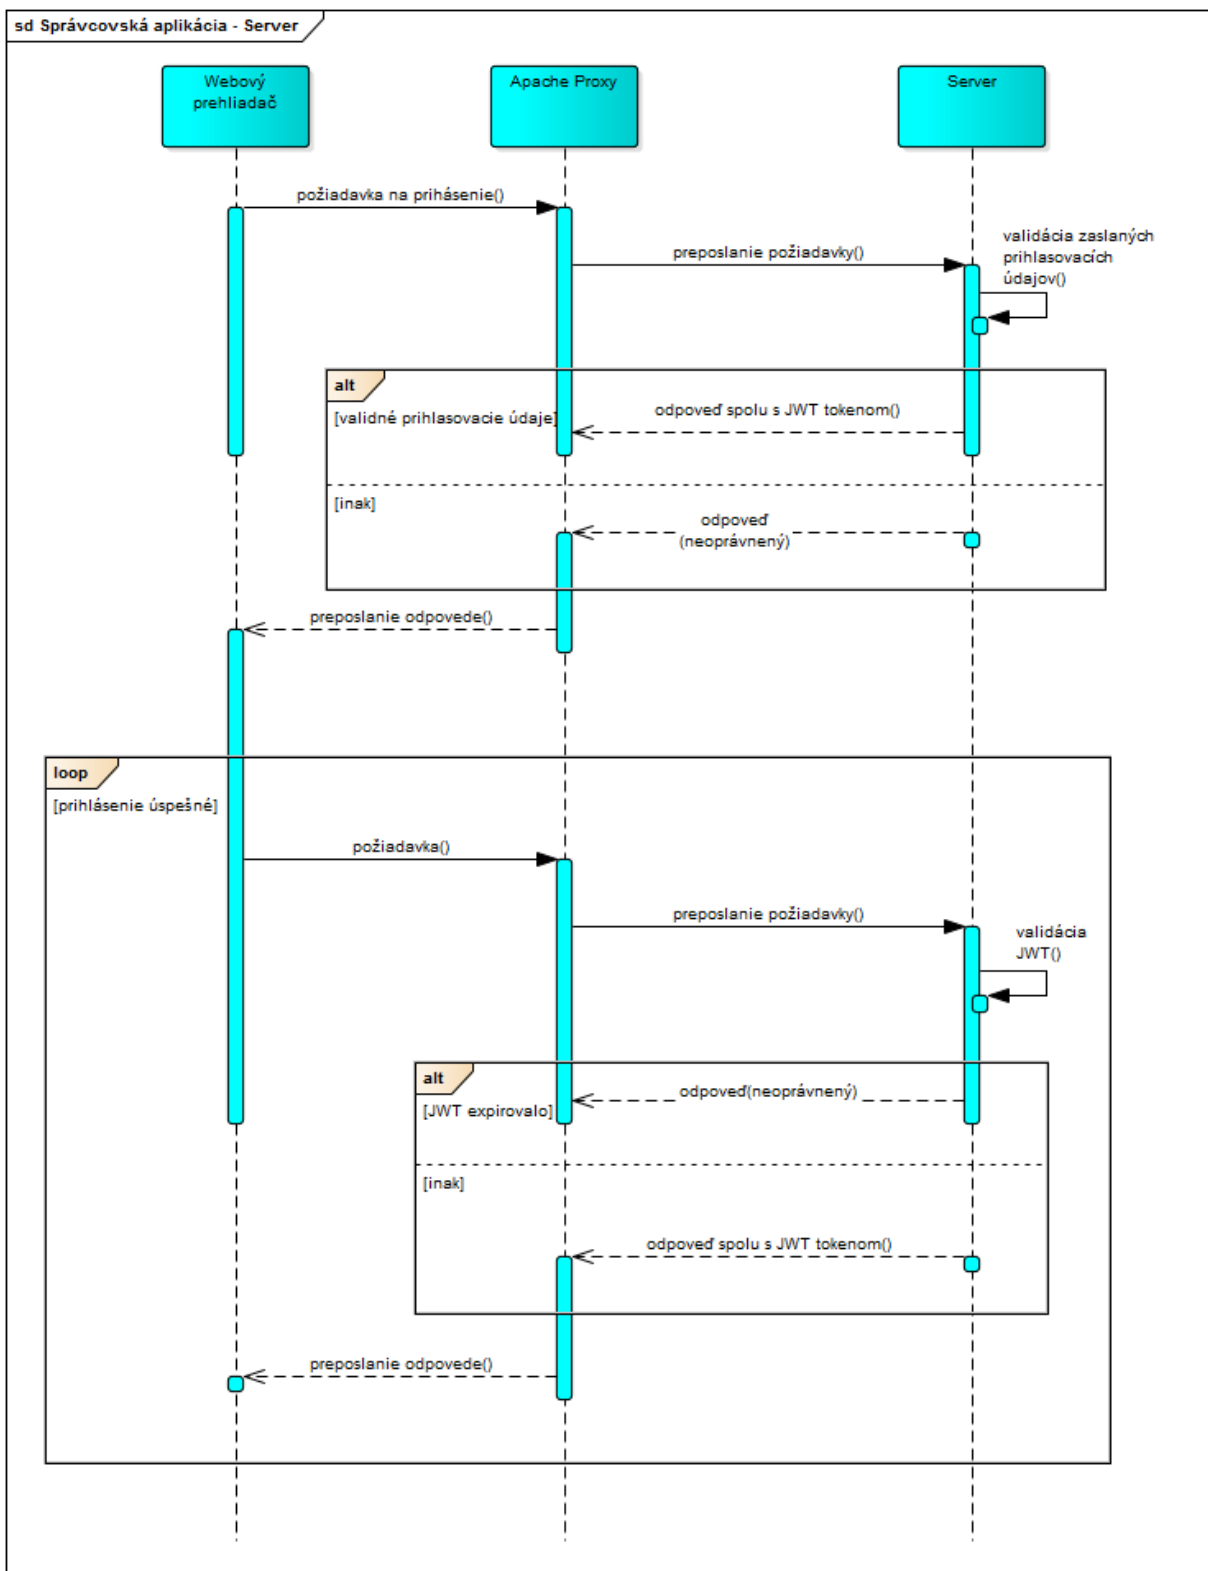 sd Správcovská aplikácia - Server
Webový
prehliadač
Apache Proxy
Server
požiadavka na prihásenie()
preposlanie požiadavky()
validácia zaslaných
prihlasovacích
údajov()
alt
[validné prihlasovacie údaje]
odpoveď spolu s JWT tokenom()
[inak]
odpoveď
(neoprávnený)
preposlanie odpovede()
loop
[prihlásenie úspešné]
požiadavka()
preposlanie požiadavky()
validácia
JWT()
alt
[JWT expirovalo]
odpoveď(neoprávnený)
[inak]
odpoveď spolu s JWT tokenom()
preposlanie odpovede()